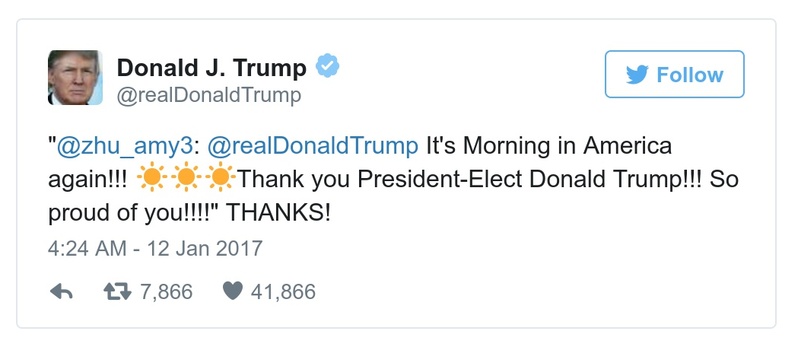 Donald J. Trump
Follow
@realDonaldTrump
"@zhu_amy3: @realDonaldTrump It's Morning in America
again!!! ☀☀☀Thank you President-Elect Donald Trump!!! So
proud of you!!!!" THANKS!
4:24 AM - 12 Jan 2017
7,866 41,866